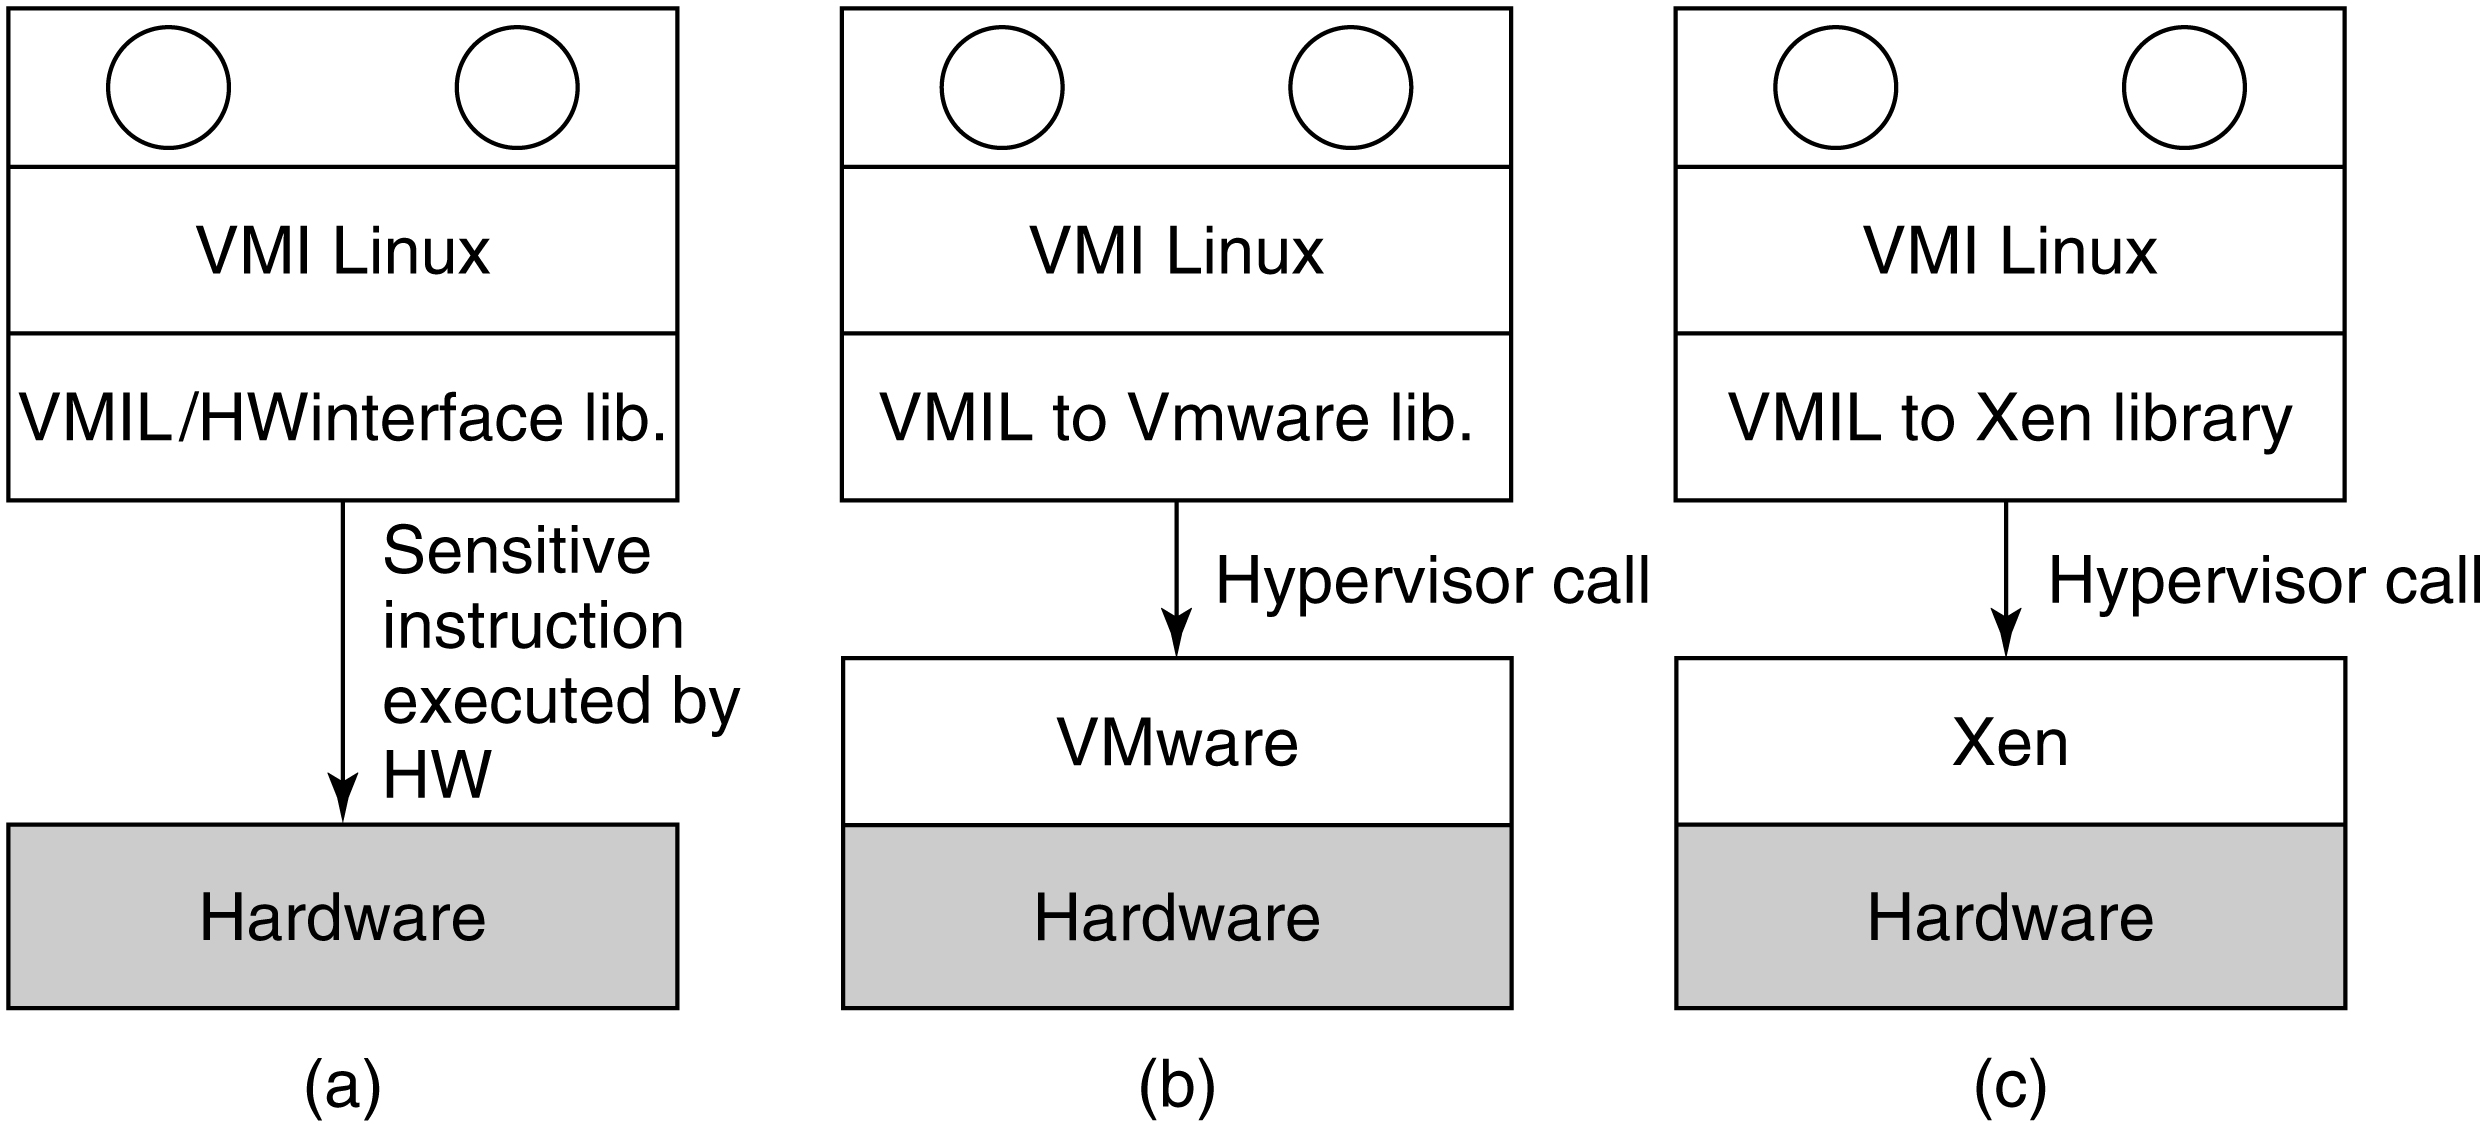 VMI Linux
VMIL/HWinterface lib.
Sensitive
instruction
executed by
HW
Hardware
(a)
VMI Linux
VMIL to Vmware lib.
Hypervisor call
VMware
Hardware
(b)
VMI Linux
VMIL to Xen library
Hypervisor call
Xen
Hardware
(c)